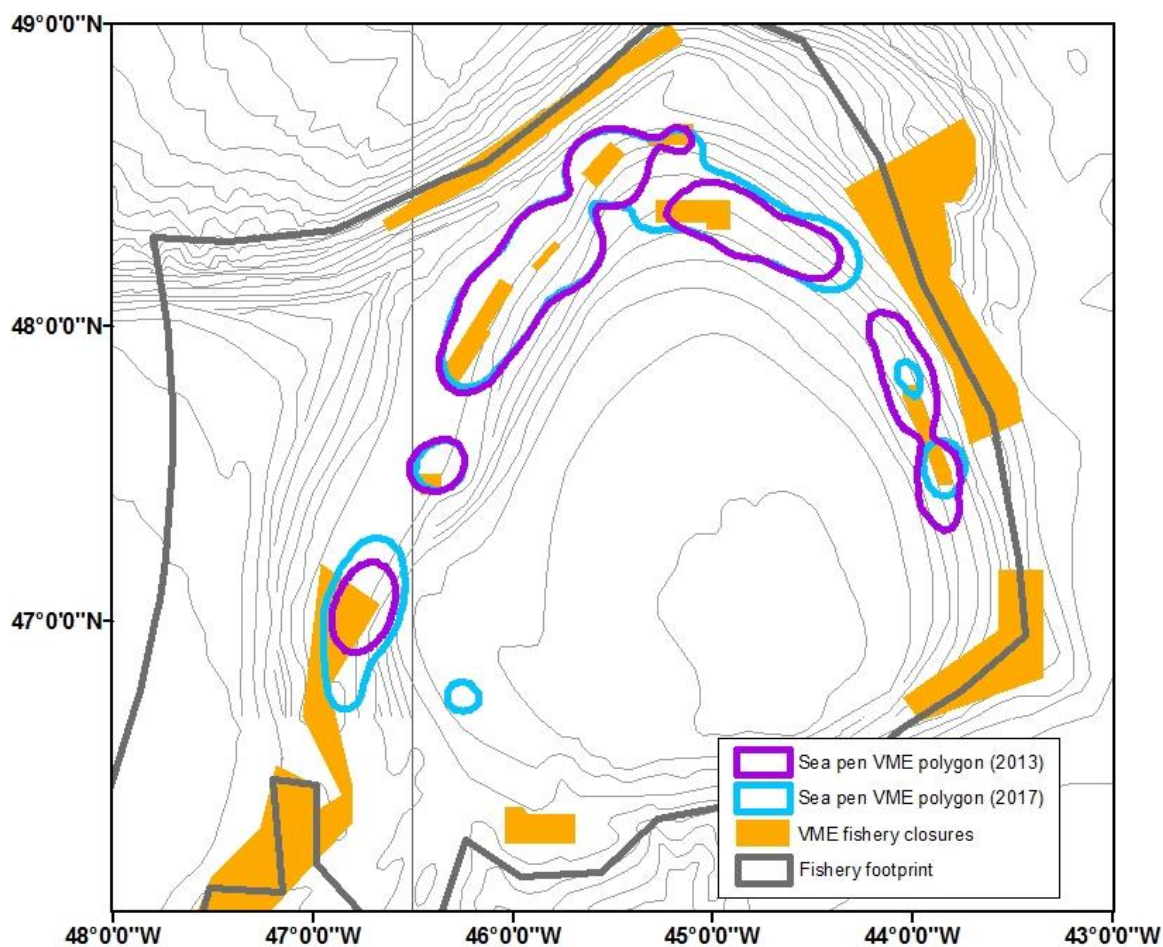 49°0'0"N
48°0'0"N
47°0'0"N
Sea pen VME polygon (2013)
Sea pen VME polygon (2017)
VME fishery closures
Fishery footprint
48°0'0"W 47°0'0"W 46°0'0"W 45°0'0"W 44°0'0"W 43°0'0"W